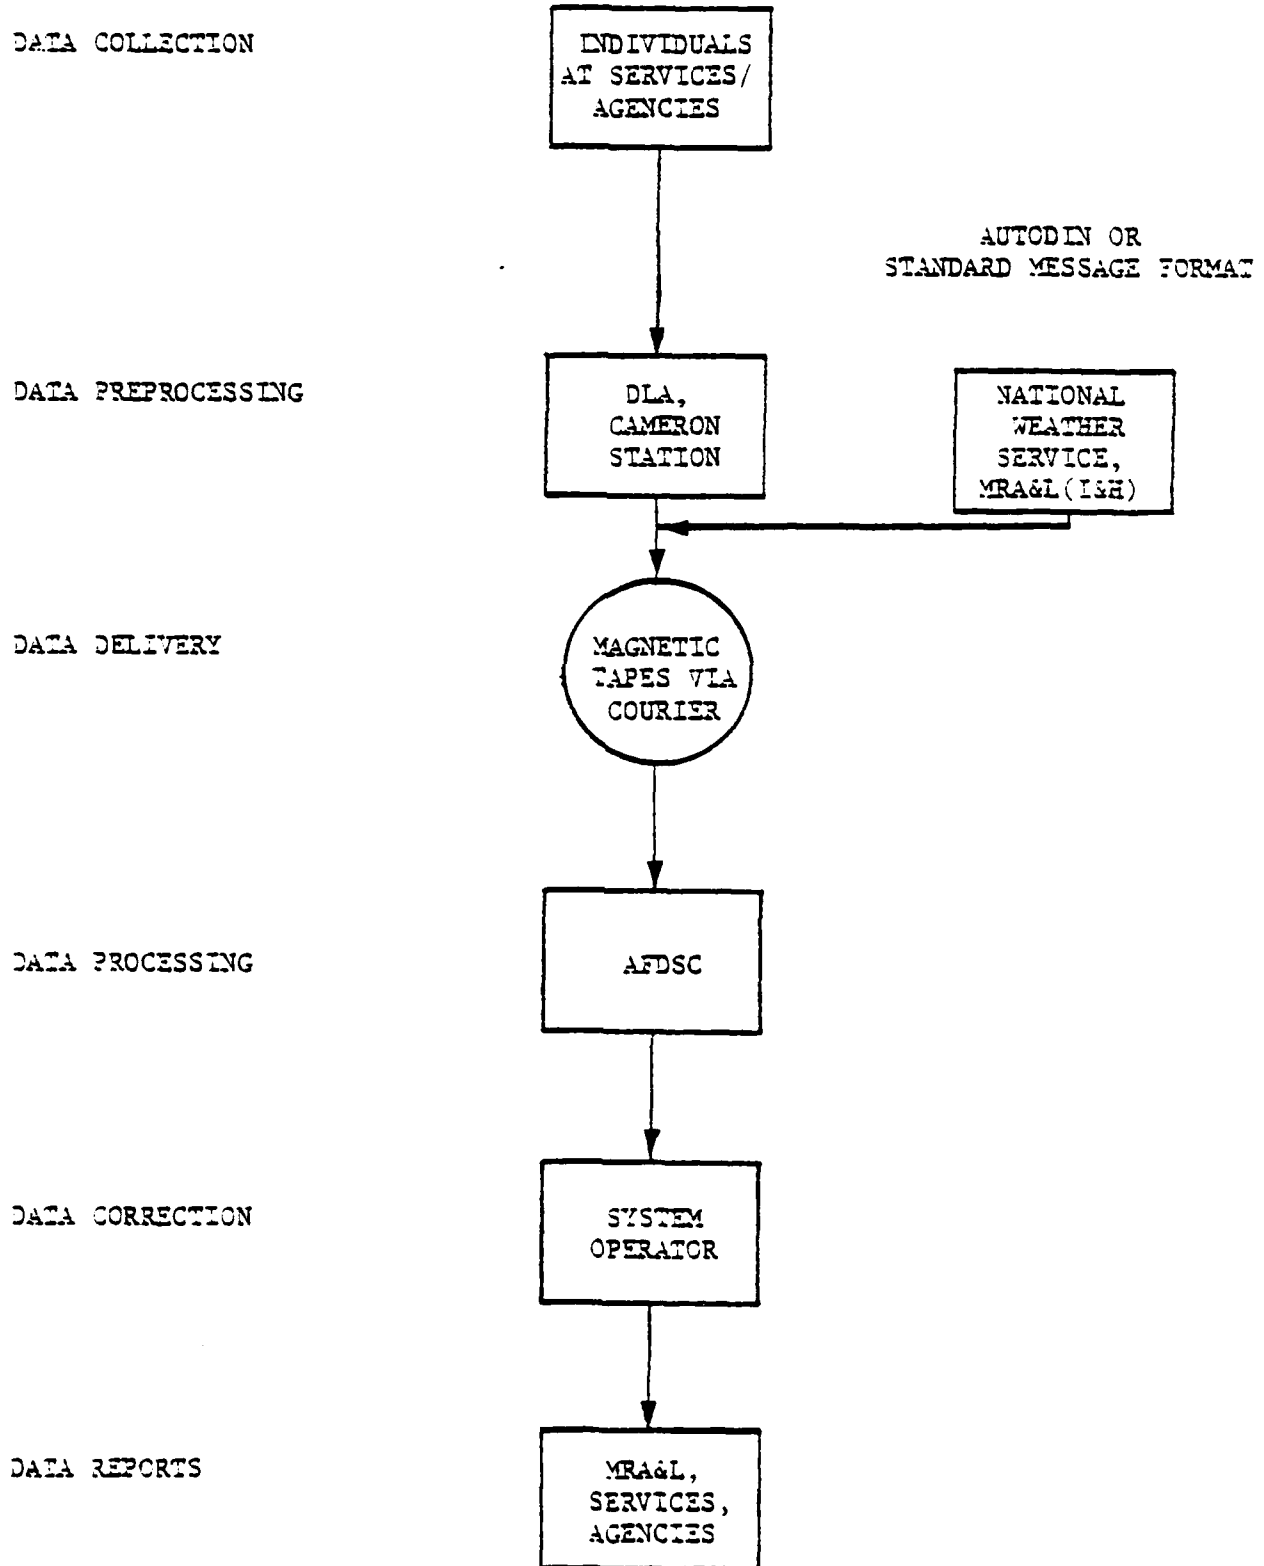 DATA COLLECTION
INDIVIDUALS
AT SERVICES/
AGENCIES
AUTODIN OR
STANDARD MESSAGE FORMAT
DATA PREPROCESSING
DLA,
CAMERON
STATION
NATIONAL
WEATHER
SERVICE,
MRA&L(I&H)
DATA DELIVERY
MAGNETIC
TAPES VIA
COURIER
DATA PROCESSING
AFDSC
DATA CORRECTION
SYSTEM
OPERATOR
DATA REPORTS
MRA&L,
SERVICES,
AGENCIES